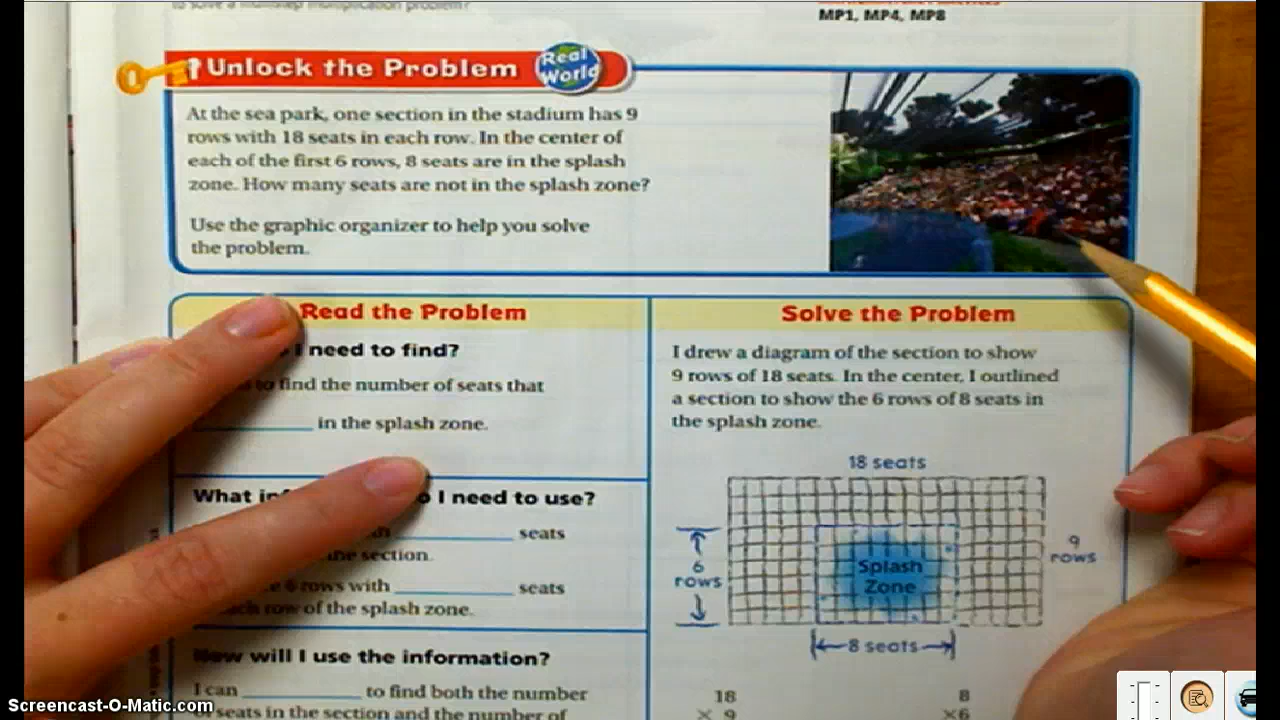 to solve a multistep multiplication problem?
MP1, MP4, MP8
Unlock the Problem
Real World
At the sea park, one section in the stadium has 9
rows with 18 seats in each row. In the center of
each of the first 6 rows, 8 seats are in the splash
zone. How many seats are not in the splash zone?
Use the graphic organizer to help you solve
the problem.
Read the Problem
need to find?
to find the number of seats that
in the splash zone.
What
I need to use?
seats
the section.
6 rows with seats
row of the splash zone.
How will I use the information?
I can to find both the number
of seats in the section and the number of
Solve the Problem
I drew a diagram of the section to show
9 rows of 18 seats. In the center, I outlined
a section to show the 6 rows of 8 seats in
the splash zone.
18 seats
6
rows
Splash
Zone
9
rows
8 seats
18
× 9
8
×6
Screencast-O-Matic.com